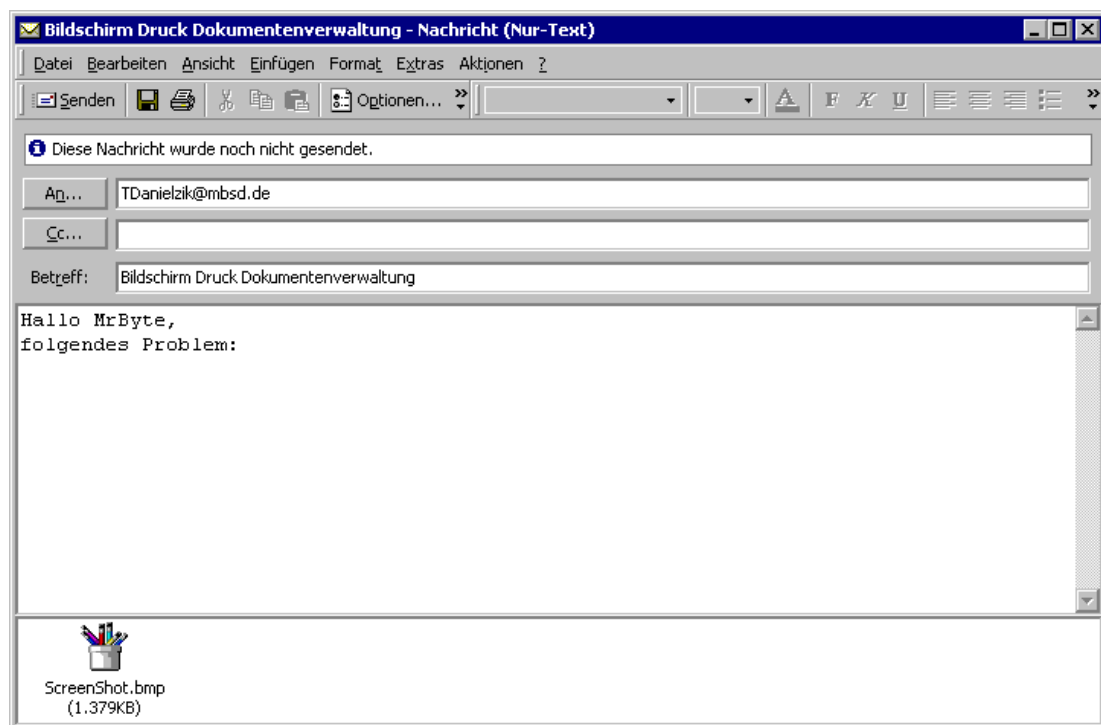 Bildschirm Druck Dokumentenverwaltung - Nachricht (Nur-Text)
Datei Bearbeiten Ansicht Einfügen Format Extras Aktionen ?
Senden Optionen... » A F K U »
Diese Nachricht wurde noch nicht gesendet.
An... TDanielzik@mbsd.de
Cc...
Betreff: Bildschirm Druck Dokumentenverwaltung
Hallo MrByte,
folgendes Problem:
ScreenShot.bmp
(1.379KB)